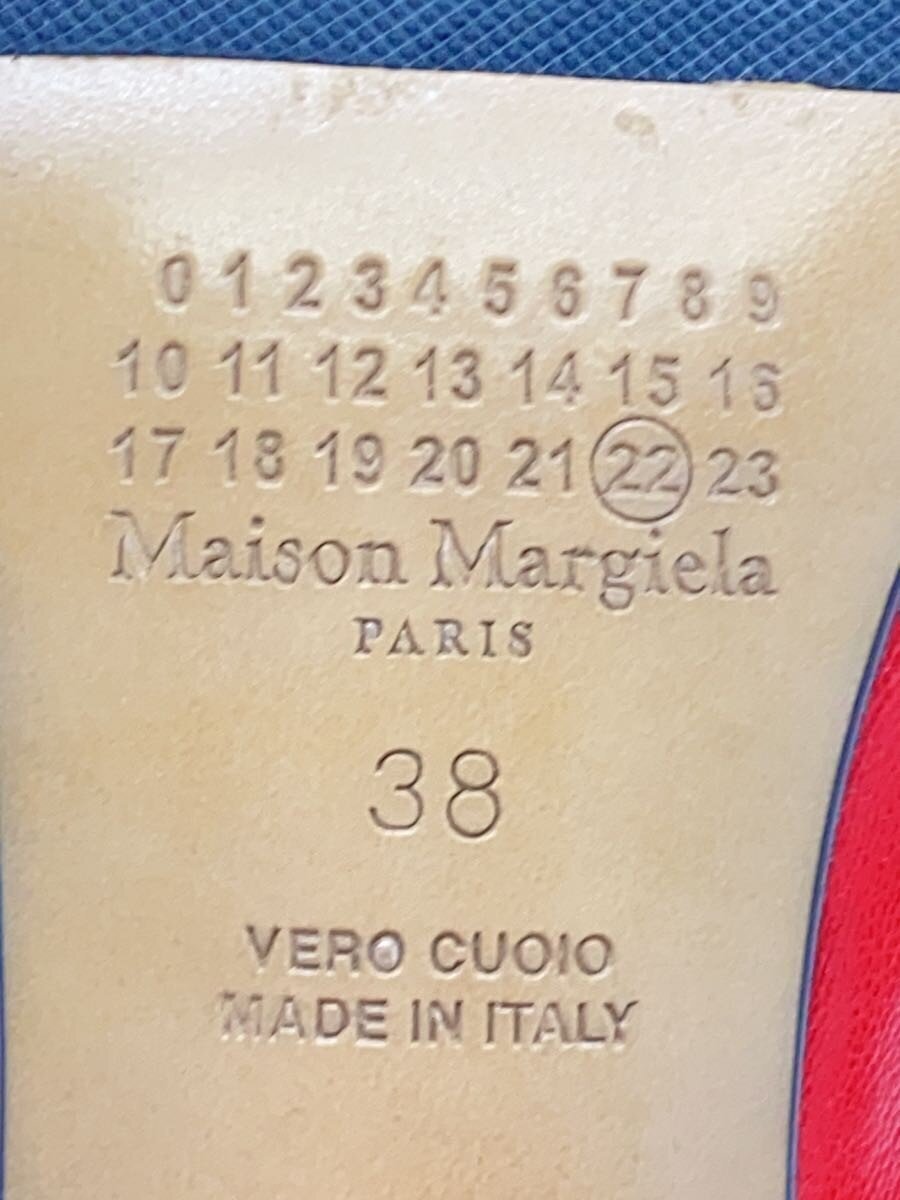 0 1 2 3 4 5 6 7 8 9
10 11 12 13 14 15 16
17 18 19 20 21 22 23
Maison Margiela
PARIS
38
VERO CUOIO
MADE IN ITALY